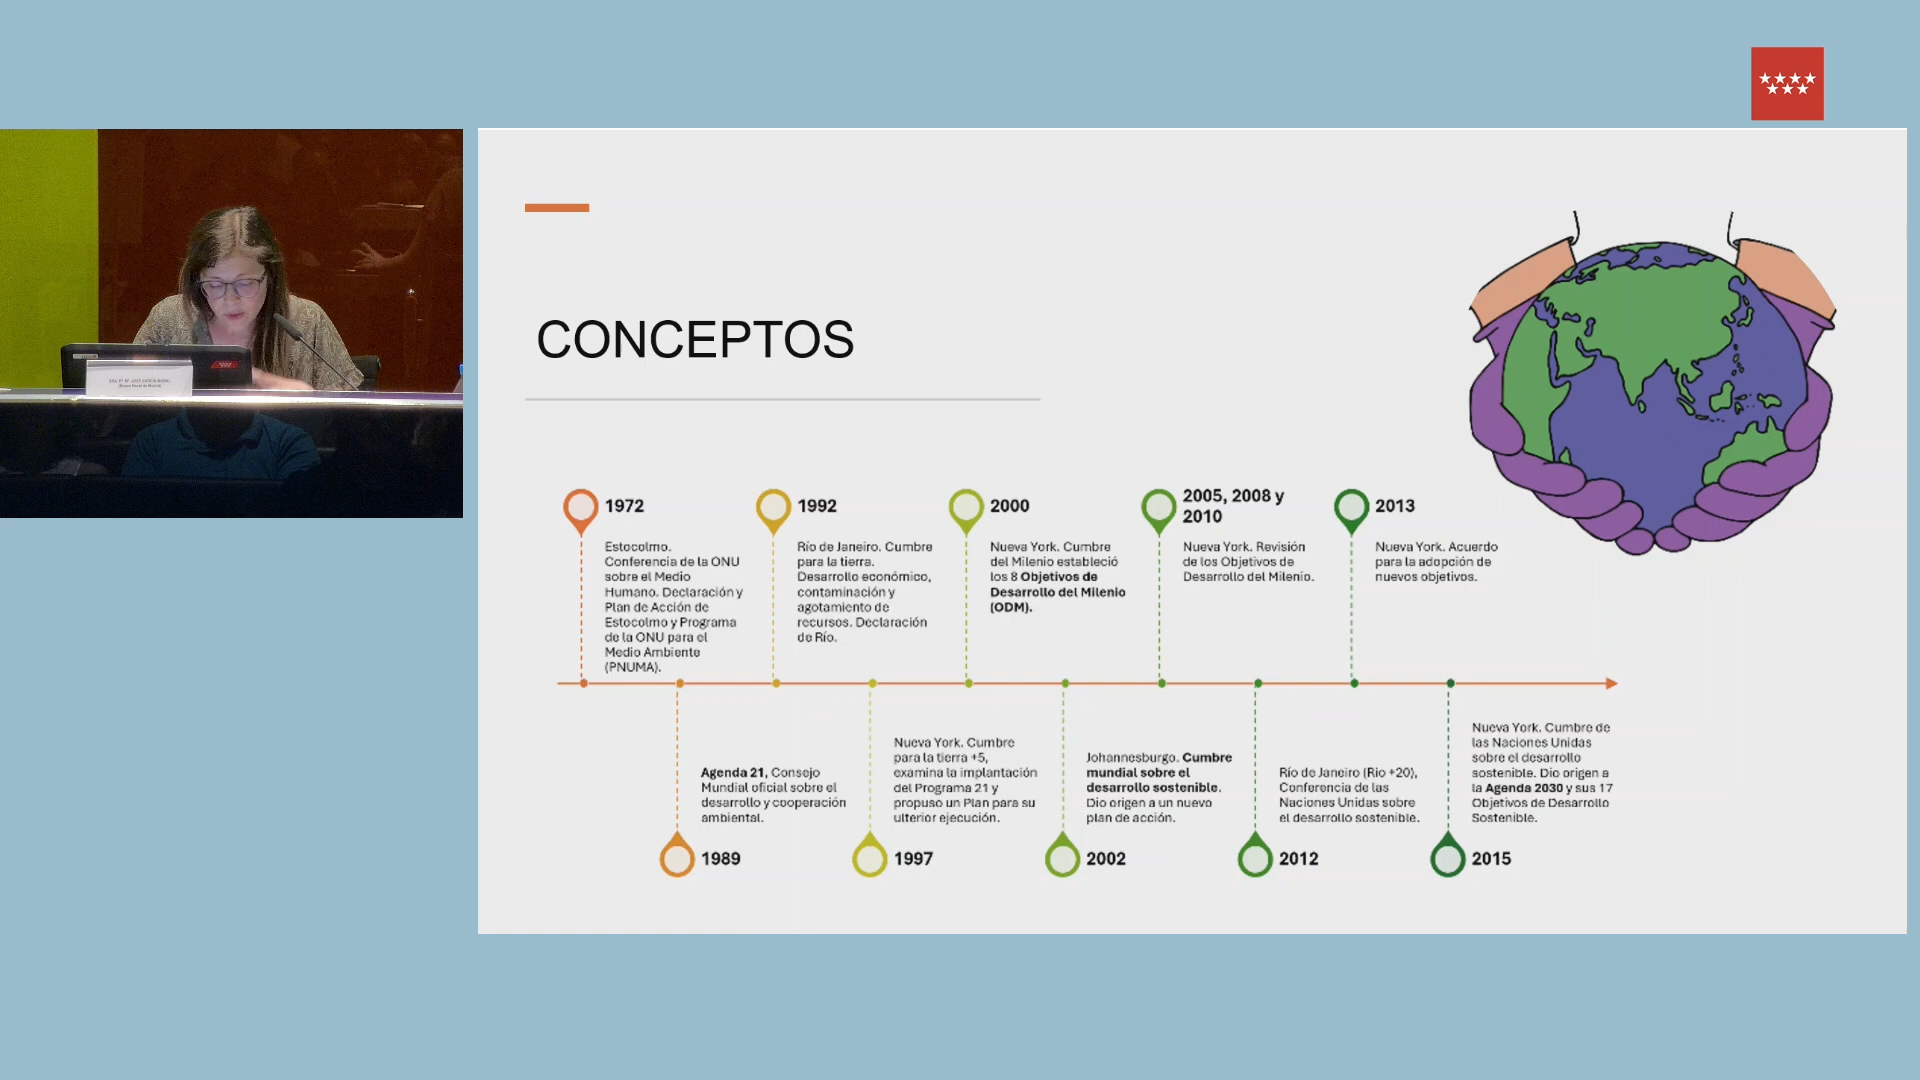 CONCEPTOS
1972
Estocolmo.
Conferencia de la ONU
sobre el Medio
Humano. Declaración y
Plan de Acción de
Estocolmo y Programa
de la ONU para el
Medio Ambiente
(PNUMA).
1992
Río de Janeiro. Cumbre
para la tierra.
Desarrollo económico,
contaminación y
agotamiento de
recursos. Declaración
de Río.
2000
Nueva York. Cumbre
del Milenio estableció
los 8 Objetivos de
Desarrollo del Milenio
(ODM).
2005, 2008 y
2010
Nueva York. Revisión
de los Objetivos de
Desarrollo del Milenio.
2013
Nueva York. Acuerdo
para la adopción de
nuevos objetivos.
Agenda 21, Consejo
Mundial oficial sobre el
desarrollo y cooperación
ambiental.
1989
Nueva York. Cumbre
para la tierra +5,
examina la implantación
del Programa 21 y
propuso un Plan para su
ulterior ejecución.
1997
Johannesburgo. Cumbre
mundial sobre el
desarrollo sostenible.
Dio origen a un nuevo
plan de acción.
2002
Río de Janeiro (Rio +20),
Conferencia de las
Naciones Unidas sobre
el desarrollo sostenible.
2012
Nueva York. Cumbre de
las Naciones Unidas
sobre el desarrollo
sostenible. Dio origen a
la Agenda 2030 y sus 17
Objetivos de Desarrollo
Sostenible.
2015